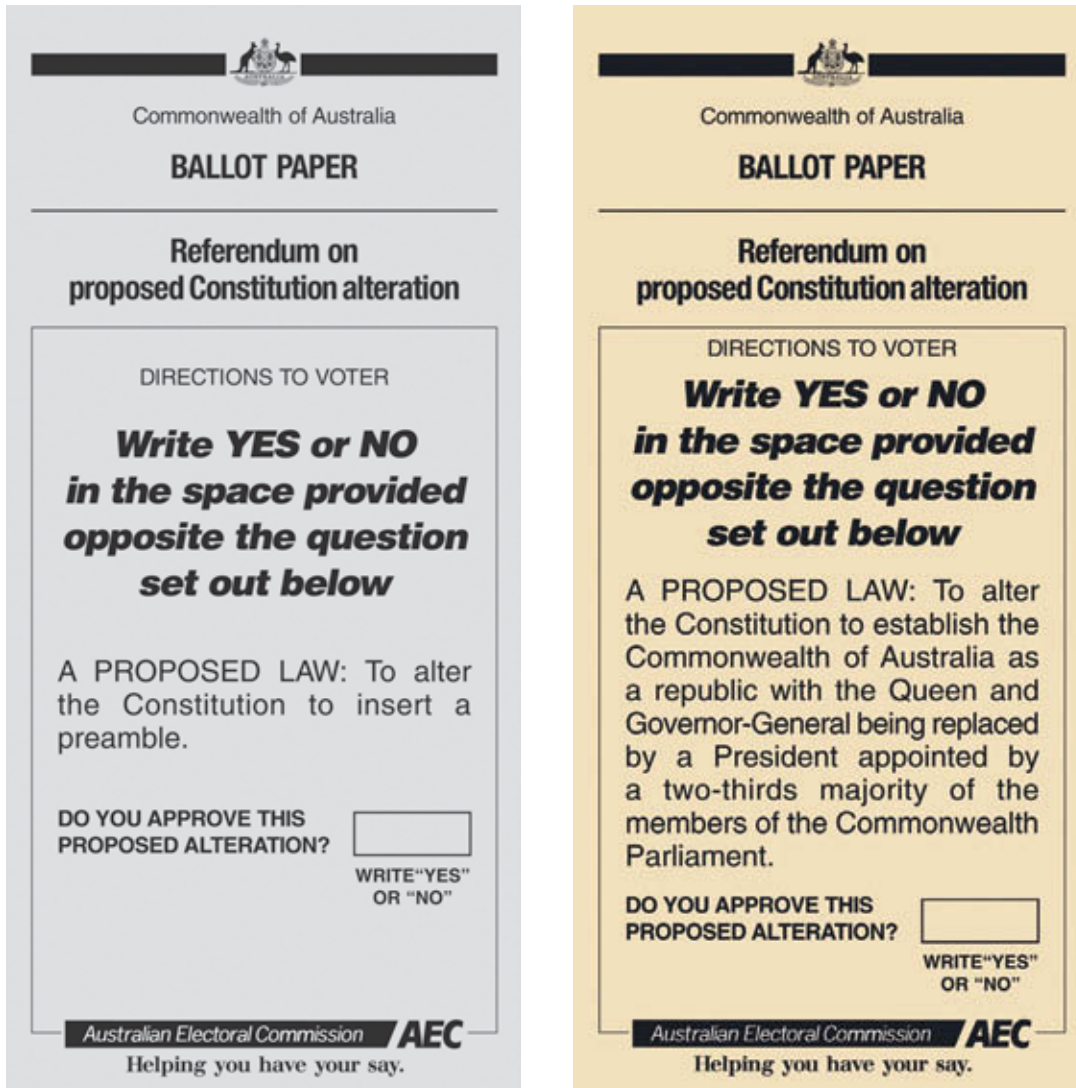 Commonwealth of Australia
BALLOT PAPER
Referendum on
proposed Constitution alteration
DIRECTIONS TO VOTER
Write YES or NO
in the space provided
opposite the question
set out below
A PROPOSED LAW: To alter
the Constitution to insert a
preamble.
DO YOU APPROVE THIS
PROPOSED ALTERATION?
WRITE“YES”
OR “NO”
Australian Electoral Commission AEC
Helping you have your say.
Commonwealth of Australia
BALLOT PAPER
Referendum on
proposed Constitution alteration
DIRECTIONS TO VOTER
Write YES or NO
in the space provided
opposite the question
set out below
A PROPOSED LAW: To alter
the Constitution to establish the
Commonwealth of Australia as
a republic with the Queen and
Governor-General being replaced
by a President appointed by
a two-thirds majority of the
members of the Commonwealth
Parliament.
DO YOU APPROVE THIS
PROPOSED ALTERATION?
WRITE“YES”
OR “NO”
Australian Electoral Commission AEC
Helping you have your say.